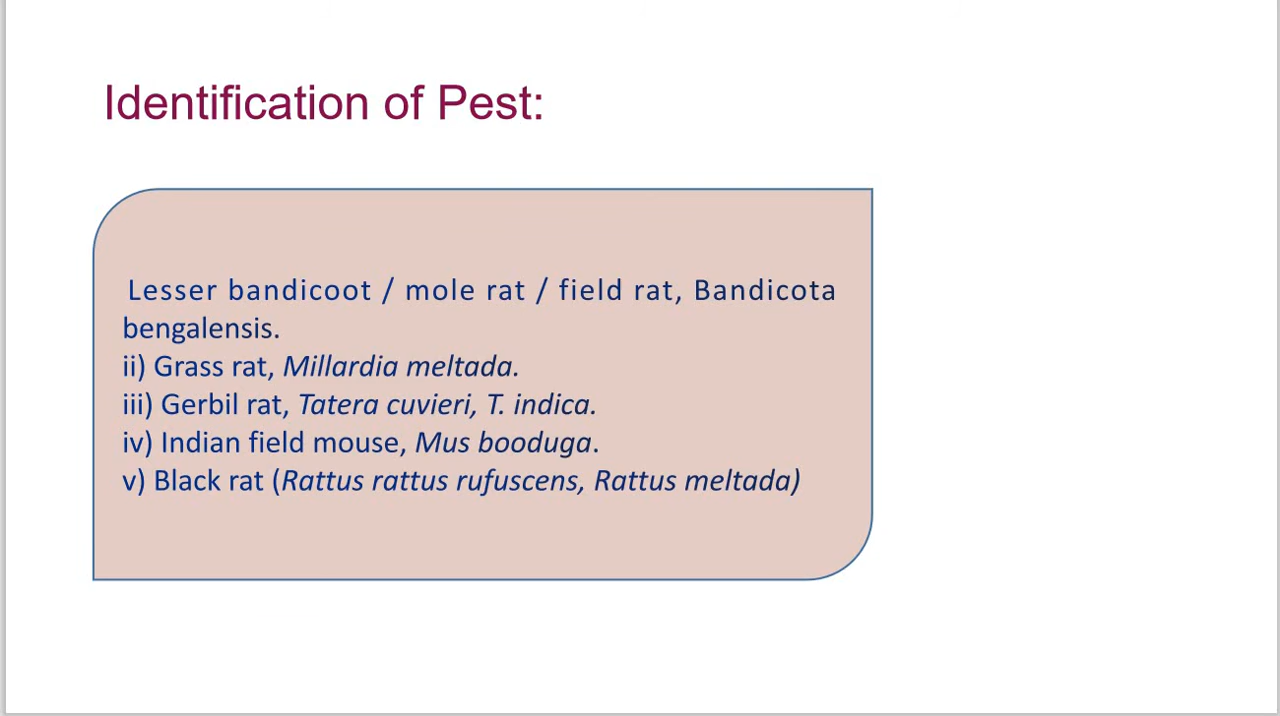 Identification of Pest:
Lesser bandicoot / mole rat / field rat, Bandicota
bengalensis.
ii) Grass rat, Millardia meltada.
iii) Gerbil rat, Tatera cuvieri, T. indica.
iv) Indian field mouse, Mus booduga.
v) Black rat (Rattus rattus rufuscens, Rattus meltada)